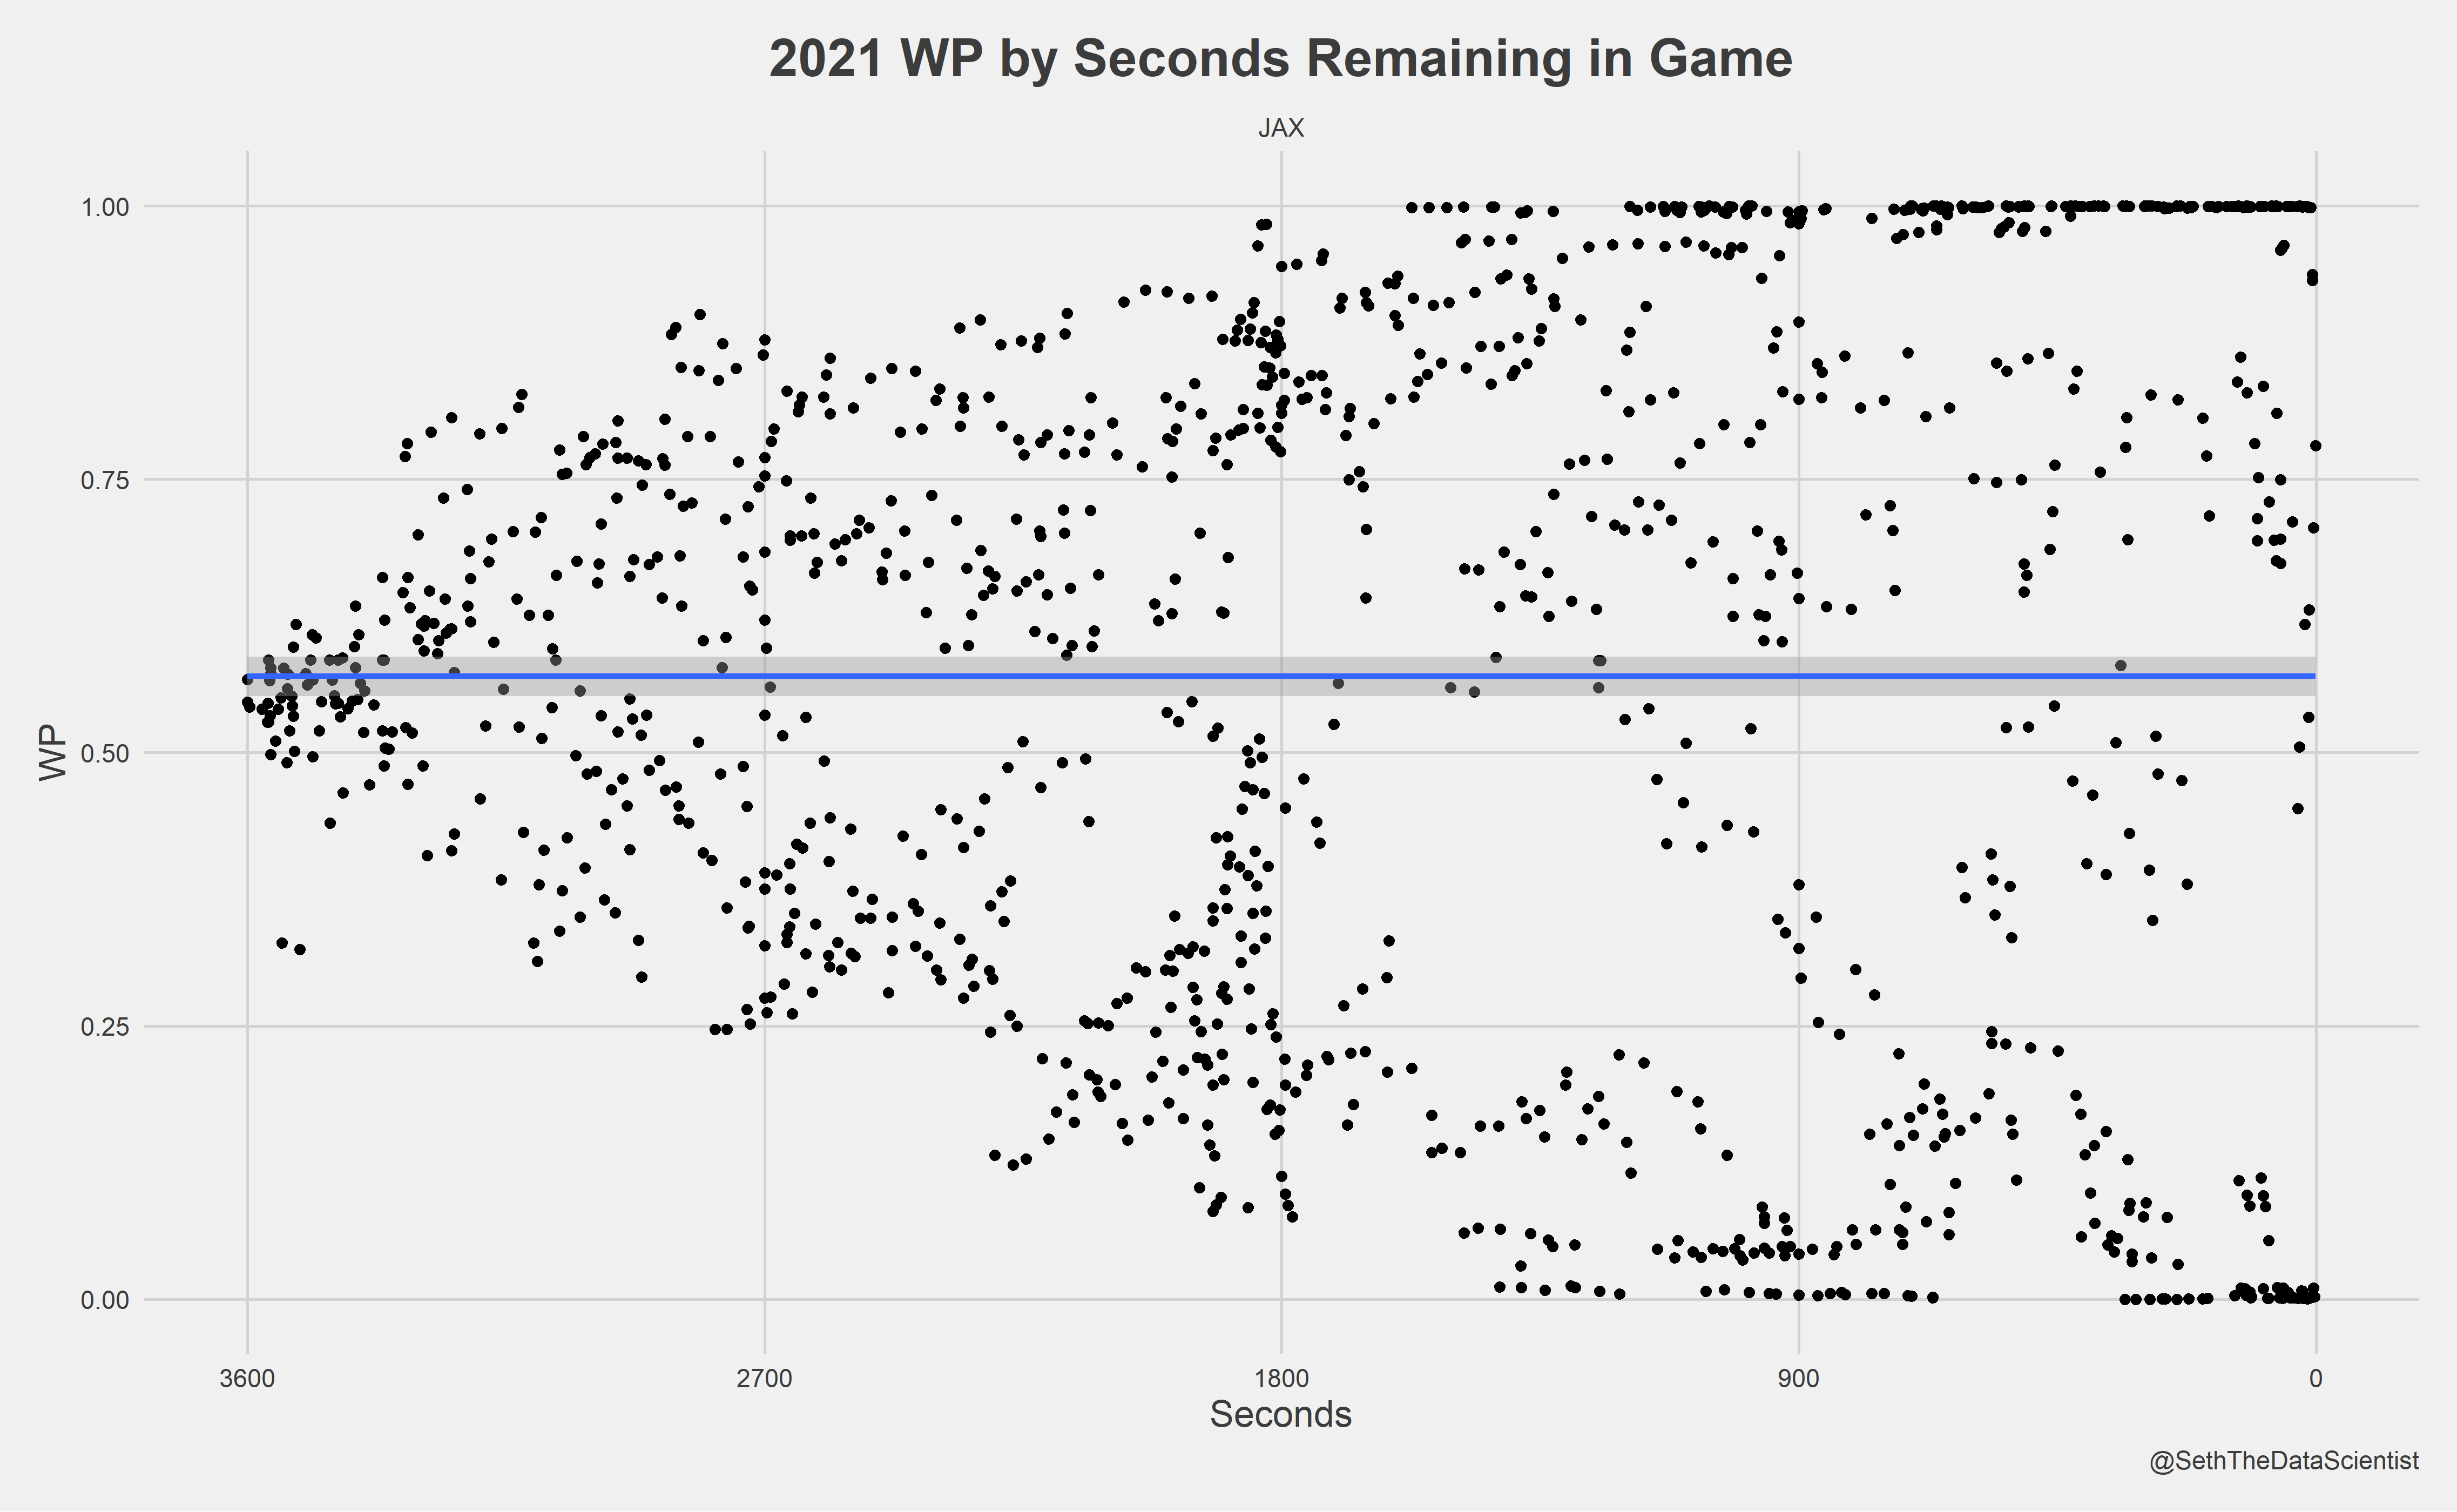 2021 WP by Seconds Remaining in Game
JAX
1.00
0.75
0.50
0.25
0.00
WP
3600 2700 1800 900 0
Seconds
@SethTheDataScientist